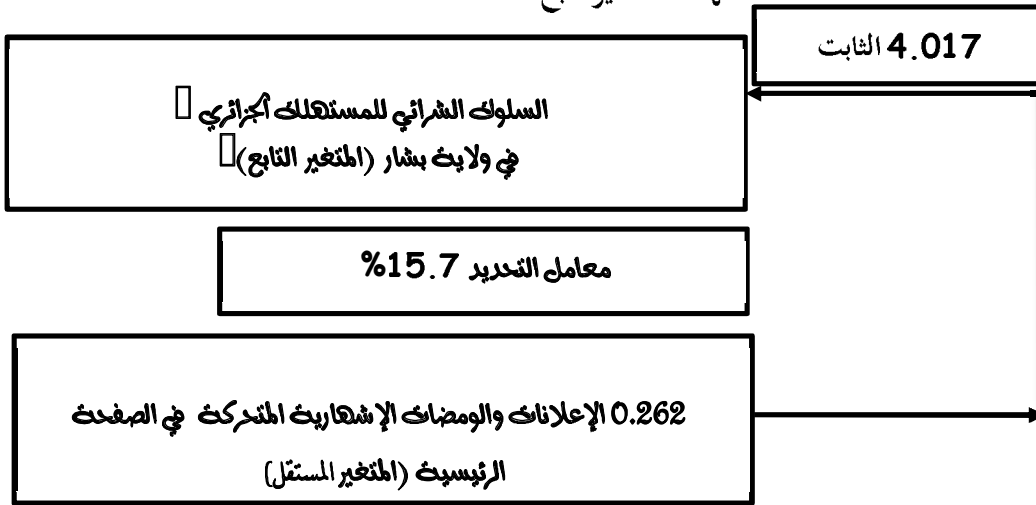 4.017 الثابت
السلوك الشرائي للمستهلك الجزائري
في ولاية بشار (المتغير التابع)
معامل التحديد 15.7%
0.262 الإعلانات والومضات الإشهارية المتحركة في الصفحة
الرئيسية (المتغير المستقل)